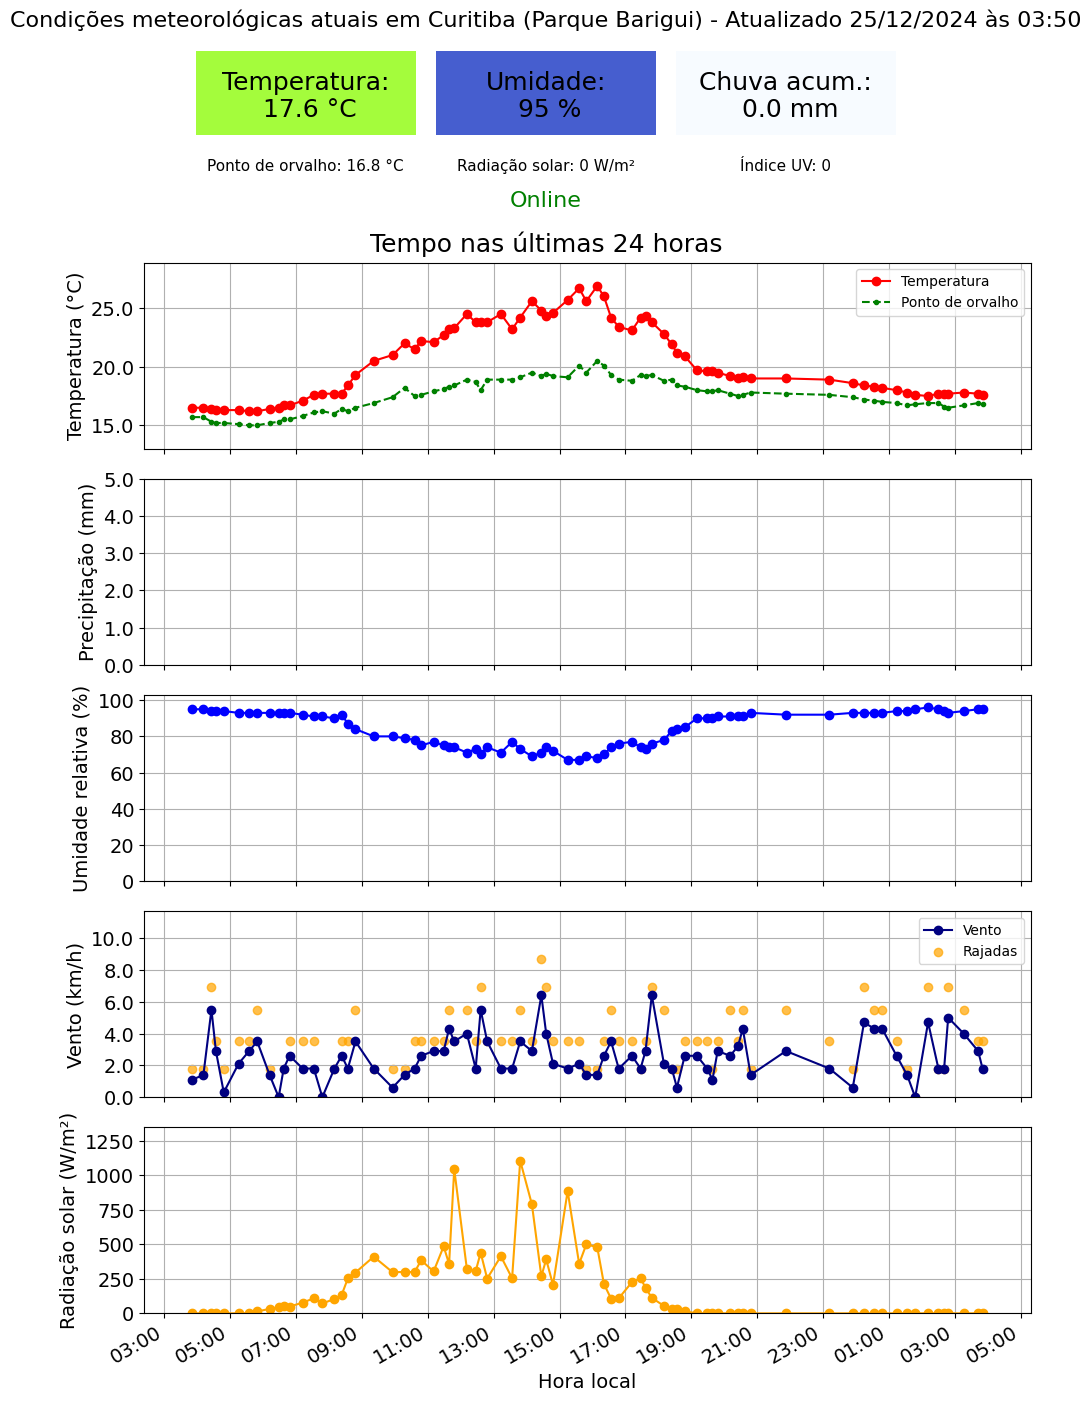 Condições meteorológicas atuais em Curitiba (Parque Barigui) - Atualizado 25/12/2024 às 03:50
Temperatura:
17.6 °C
Umidade:
95 %
Chuva acum.:
0.0 mm
Ponto de orvalho: 16.8 °C
Radiação solar: 0 W/m²
Índice UV: 0
Online
Tempo nas últimas 24 horas
Temperatura (°C)
25.0
20.0
15.0
Temperatura
Ponto de orvalho
Precipitação (mm)
5.0
4.0
3.0
2.0
1.0
0.0
Umidade relativa (%)
100
80
60
40
20
0
Vento (km/h)
10.0
8.0
6.0
4.0
2.0
0.0
Vento
Rajadas
Radiação solar (W/m²)
1250
1000
750
500
250
0
03:00 05:00 07:00 09:00 11:00 13:00 15:00 17:00 19:00 21:00 23:00 01:00 03:00 05:00
Hora local